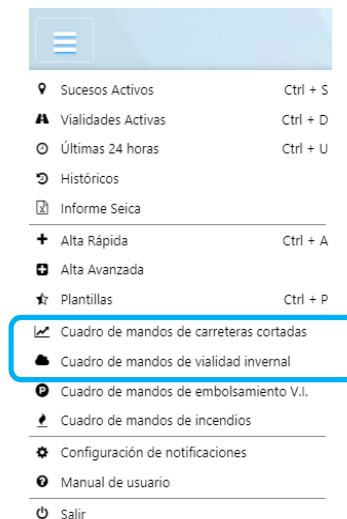 Sucesos Activos Ctrl + S
Vialidades Activas Ctrl + D
Últimas 24 horas Ctrl + U
Históricos
Informe Seica
Alta Rápida Ctrl + A
Alta Avanzada
Plantillas Ctrl + P
Cuadro de mandos de carreteras cortadas
Cuadro de mandos de vialidad invernal
Cuadro de mandos de embolsamiento V.I.
Cuadro de mandos de incendios
Configuración de notificaciones
Manual de usuario
Salir